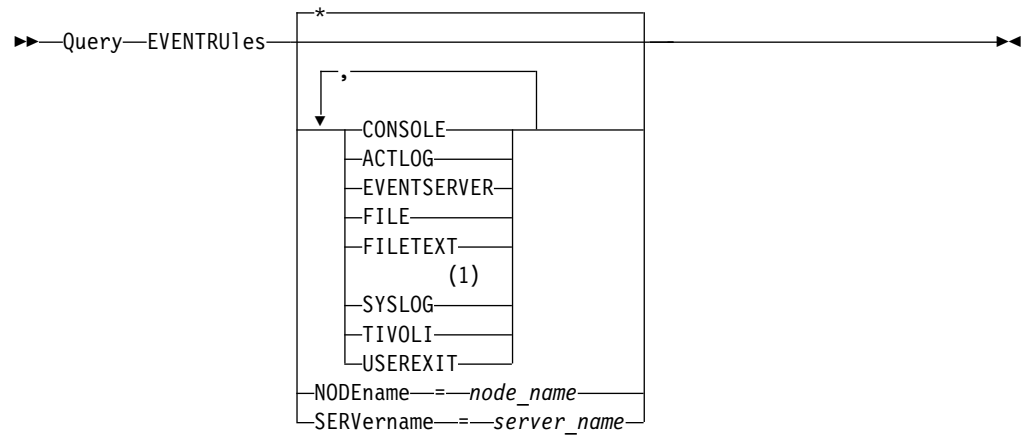 *
Query EVENTRUles
,
CONSOLE
ACTLOG
EVENTSERVER
FILE
FILETEXT
(1)
SYSLOG
TIVOLI
USEREXIT
NODEname = node_name
SERVername = server_name